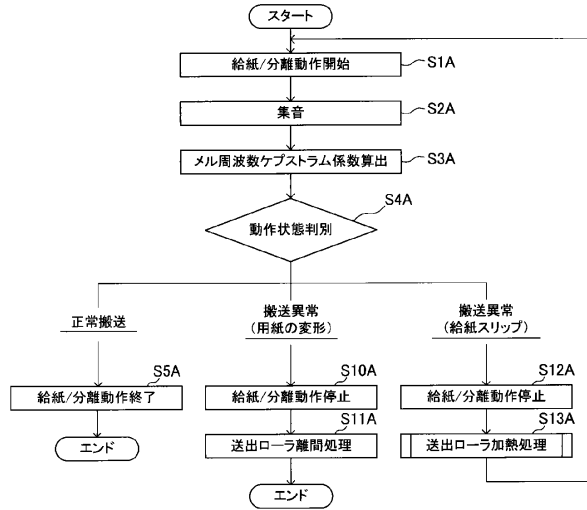 スタート
給紙/分離動作開始
S1A
集音
S2A
メル周波数ケプストラム係数算出
S3A
S4A
動作状態判別
正常搬送
搬送異常
(用紙の変形)
搬送異常
(給紙スリップ)
S5A
給紙/分離動作終了
S10A
給紙/分離動作停止
S12A
給紙/分離動作停止
エンド
S11A
送出ローラ離間処理
S13A
送出ローラ加熱処理
エンド